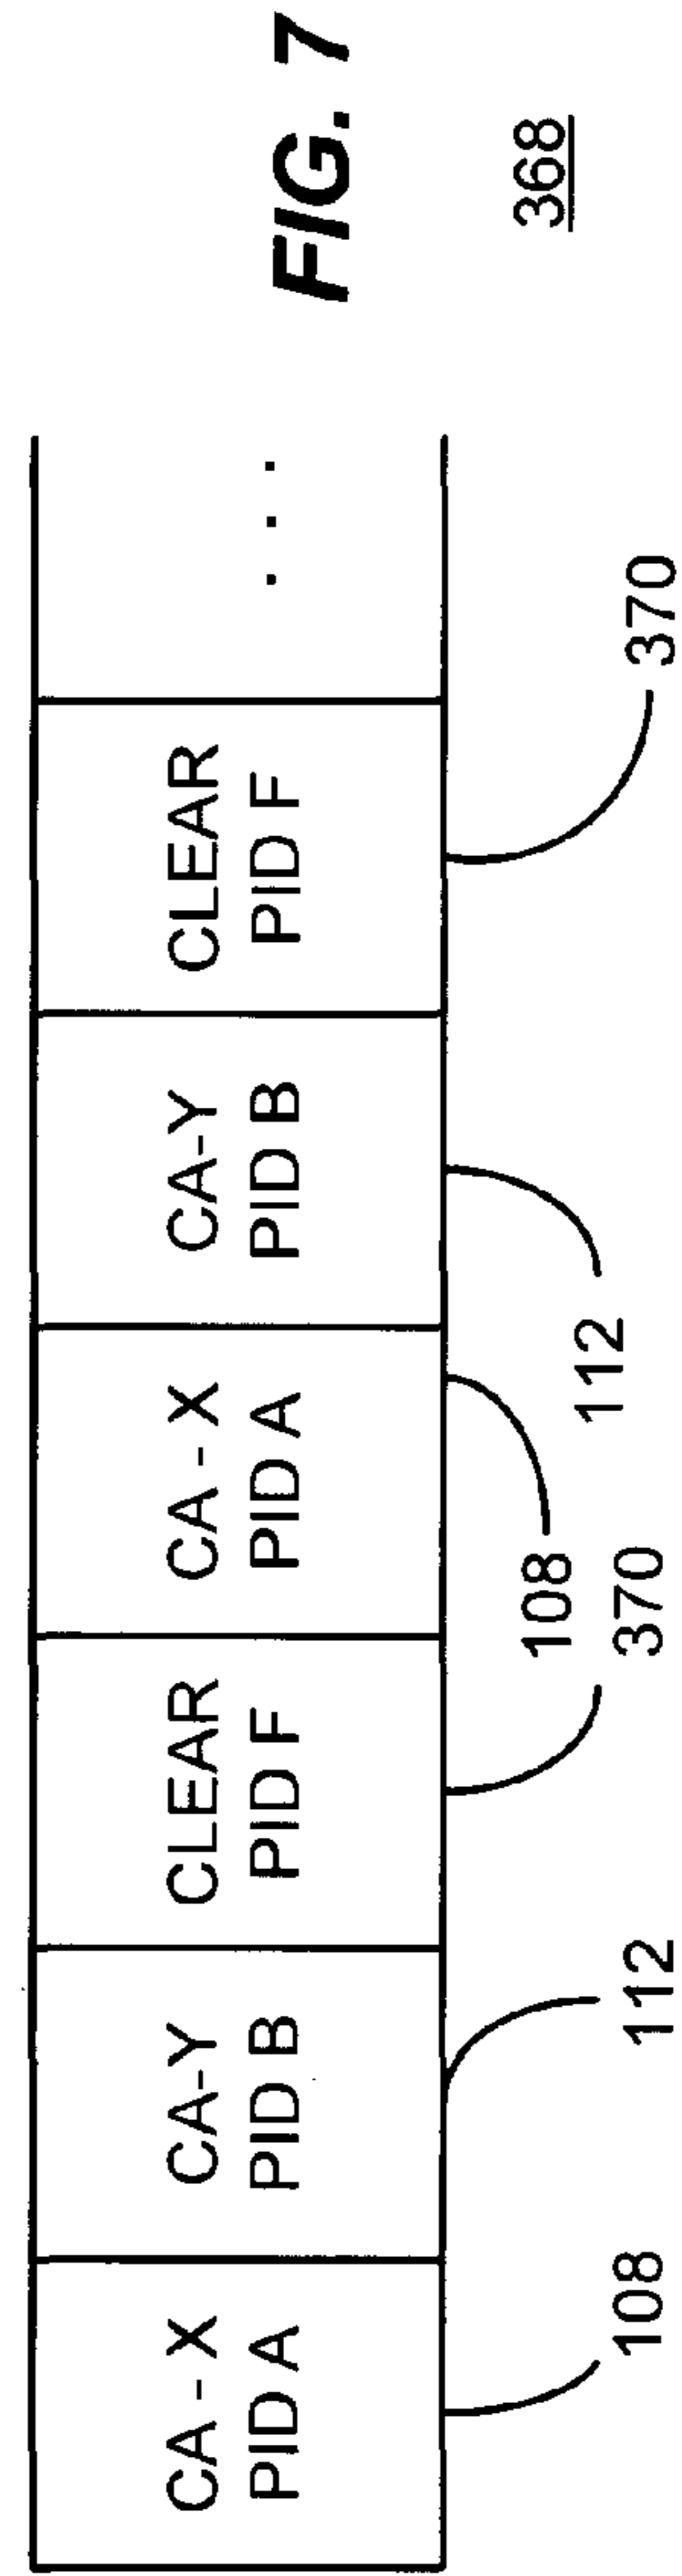 CA - X
PID A
CA-Y
PID B
CLEAR
PID F
CA - X
PID A
CA-Y
PID B
CLEAR
PID F
. . .
108
112
370
108
112
370
FIG. 7
368